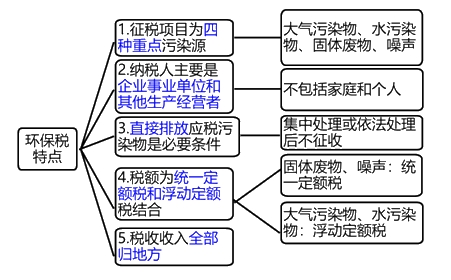 环保税
特点
1.征税项目为四
种重点污染源
大气污染物、水污染
物、固体废物、噪声
2.纳税人主要是
企业事业单位和
其他生产经营者
不包括家庭和个人
3.直接排放应税污
染物是必要条件
集中处理或依法处理
后不征收
4.税额为统一定
额税和浮动定额
税结合
固体废物、噪声：统
一定额税
大气污染物、水污染
物：浮动定额税
5.税收收入全部
归地方